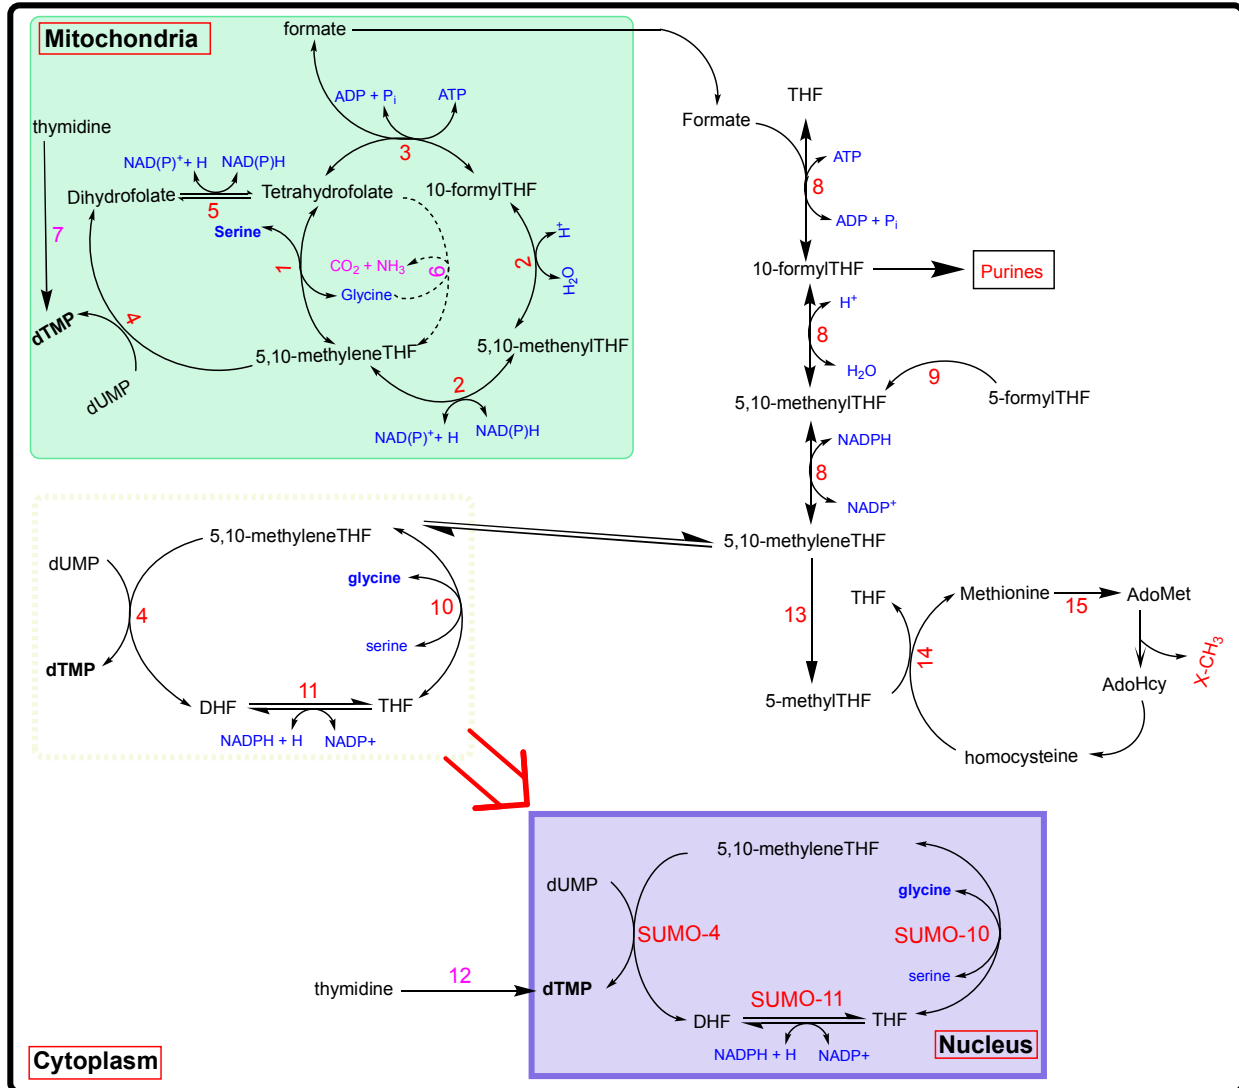 Mitochondria
formate
ADP + Pi
ATP
3
thymidine
NAD(P)+ + H
NAD(P)H
Dihydrofolate
5
Tetrahydrofolate
10-formylTHF
7
Serine
1
CO2 + NH3
6
Glycine
2
H+
H2O
dTMP
4
dUMP
5,10-methyleneTHF
5,10-methenylTHF
2
NAD(P)+ + H
NAD(P)H
Formate
THF
ATP
8
ADP + Pi
10-formylTHF
Purines
H+
8
H2O
9
5,10-methenylTHF
5-formylTHF
NADPH
8
NADP+
5,10-methyleneTHF
5,10-methyleneTHF
dUMP
glycine
4
10
serine
dTMP
11
DHF
THF
NADPH + H
NADP+
13
THF
Methionine
15
AdoMet
14
X-CH3
5-methylTHF
AdoHcy
homocysteine
5,10-methyleneTHF
dUMP
glycine
SUMO-4
SUMO-10
serine
thymidine
12
dTMP
SUMO-11
DHF
THF
NADPH + H
NADP+
Nucleus
Cytoplasm